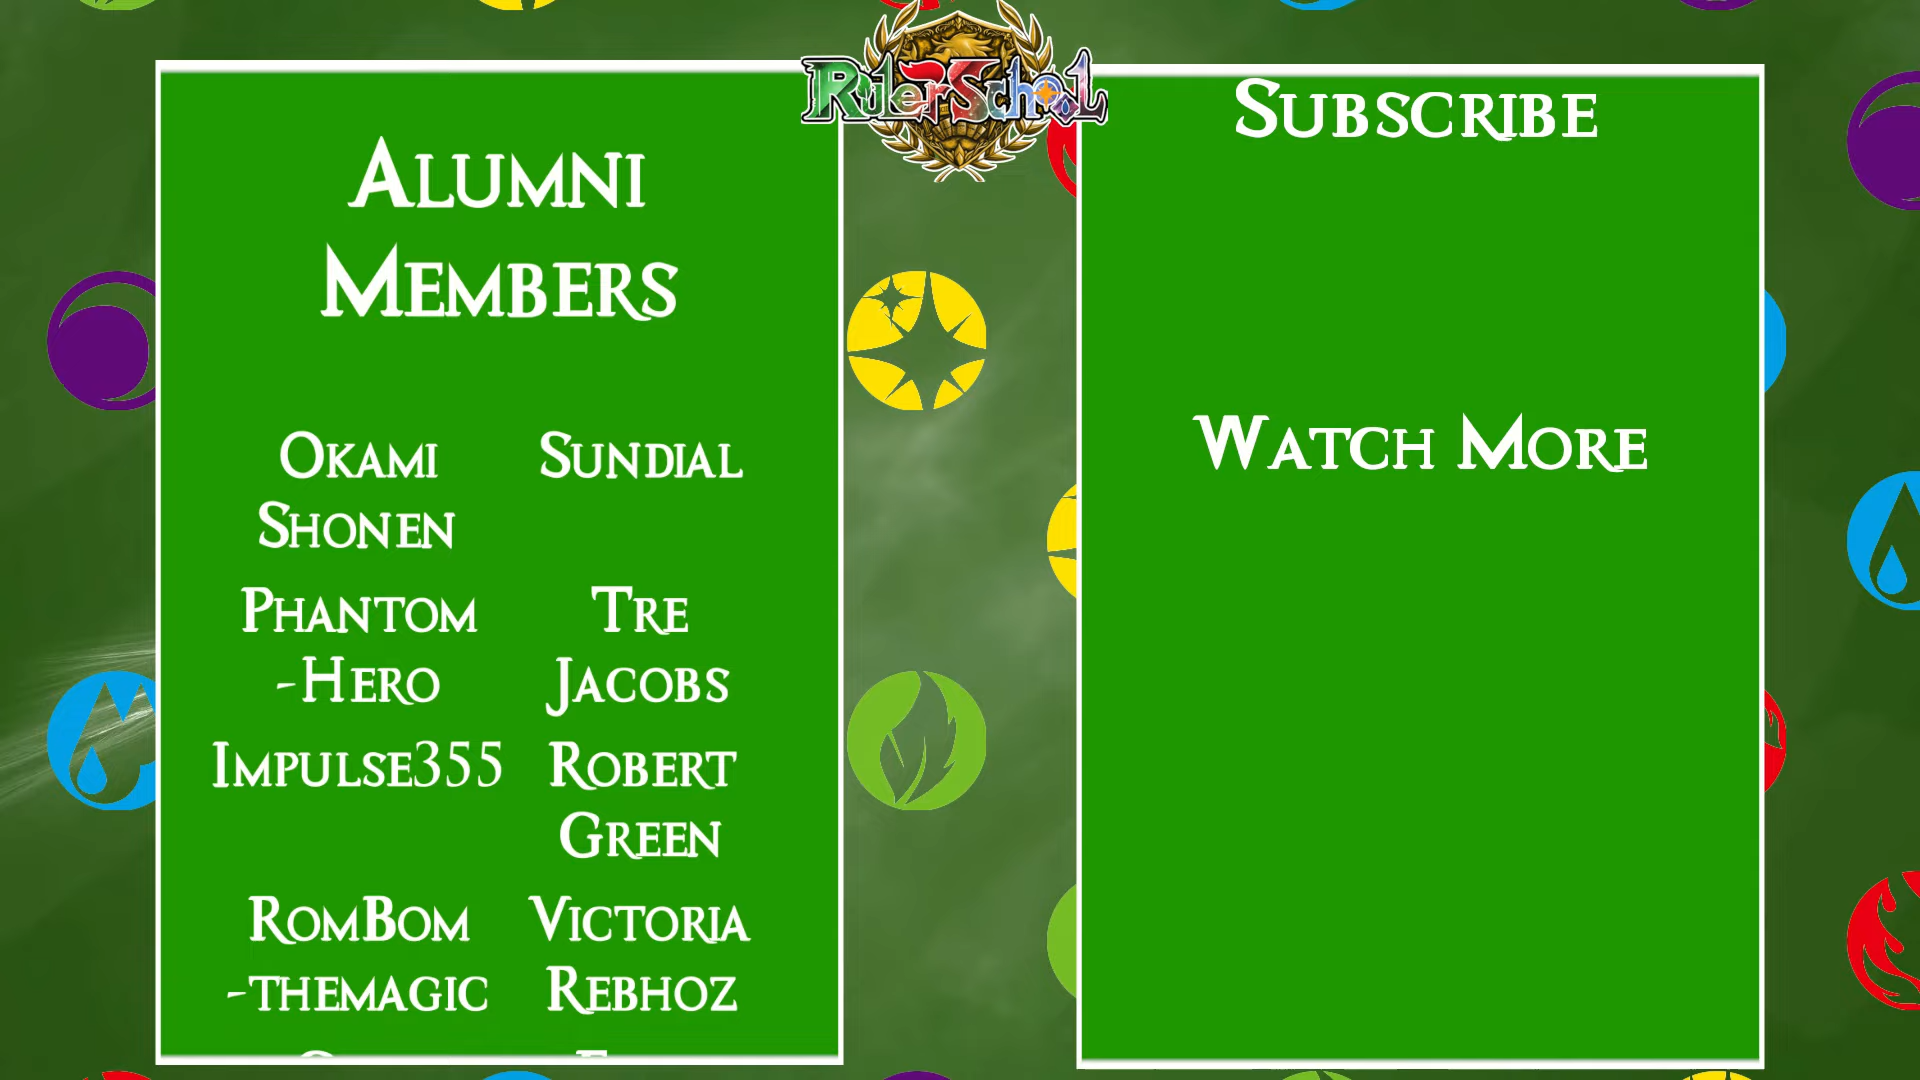 RulerSchool
Subscribe
Alumni
Members
Watch More
Okami
Shonen
Sundial
Phantom
-Hero
Tre
Jacobs
Impulse355
Robert
Green
RomBom
-themagic
Victoria
Rebhoz